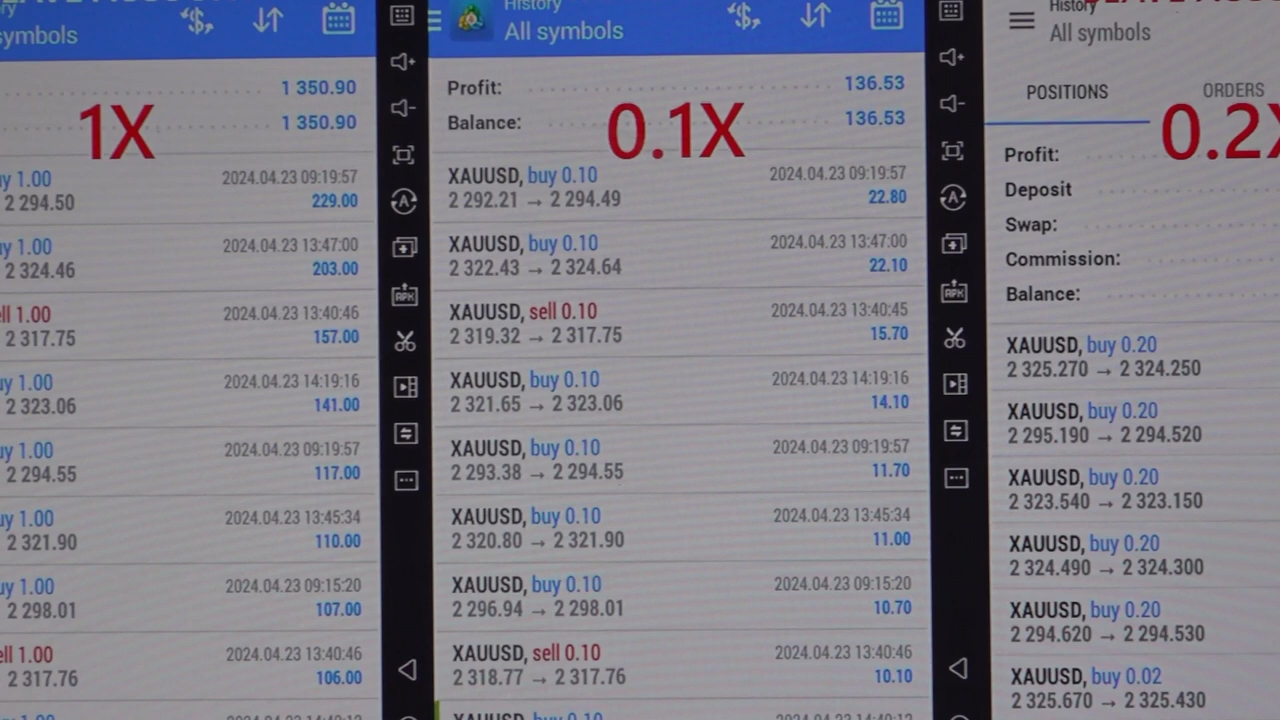 symbols
1 350.90
1X
1 350.90
1.00
2024.04.23 09:19:57
2 294.50
229.00
1.00
2024.04.23 13:47:00
2 324.46
203.00
1.00
2024.04.23 13:40:46
2 317.75
157.00
1.00
2024.04.23 14:19:16
2 323.06
141.00
1.00
2024.04.23 09:19:57
2 294.55
117.00
1.00
2024.04.23 13:45:34
2 321.90
110.00
1.00
2024.04.23 09:15:20
2 298.01
107.00
1.00
2024.04.23 13:40:46
2 317.76
106.00
History
All symbols
Profit: 136.53
0.1X
Balance: 136.53
XAUUSD, buy 0.10 2024.04.23 09:19:57
2 292.21 → 2 294.49 22.80
XAUUSD, buy 0.10 2024.04.23 13:47:00
2 322.43 → 2 324.64 22.10
XAUUSD, sell 0.10 2024.04.23 13:40:45
2 319.32 → 2 317.75 15.70
XAUUSD, buy 0.10 2024.04.23 14:19:16
2 321.65 → 2 323.06 14.10
XAUUSD, buy 0.10 2024.04.23 09:19:57
2 293.38 → 2 294.55 11.70
XAUUSD, buy 0.10 2024.04.23 13:45:34
2 320.80 → 2 321.90 11.00
XAUUSD, buy 0.10 2024.04.23 09:15:20
2 296.94 → 2 298.01 10.70
XAUUSD, sell 0.10 2024.04.23 13:40:46
2 318.77 → 2 317.76 10.10
XAUUSD, buy 0.10
A
APK
A
APK
History
All symbols
POSITIONS ORDERS
0.2X
Profit:
Deposit
Swap:
Commission:
Balance:
XAUUSD, buy 0.20
2 325.270 → 2 324.250
XAUUSD, buy 0.20
2 295.190 → 2 294.520
XAUUSD, buy 0.20
2 323.540 → 2 323.150
XAUUSD, buy 0.20
2 324.490 → 2 324.300
XAUUSD, buy 0.20
2 294.620 → 2 294.530
XAUUSD, buy 0.02
2 325.670 → 2 325.430